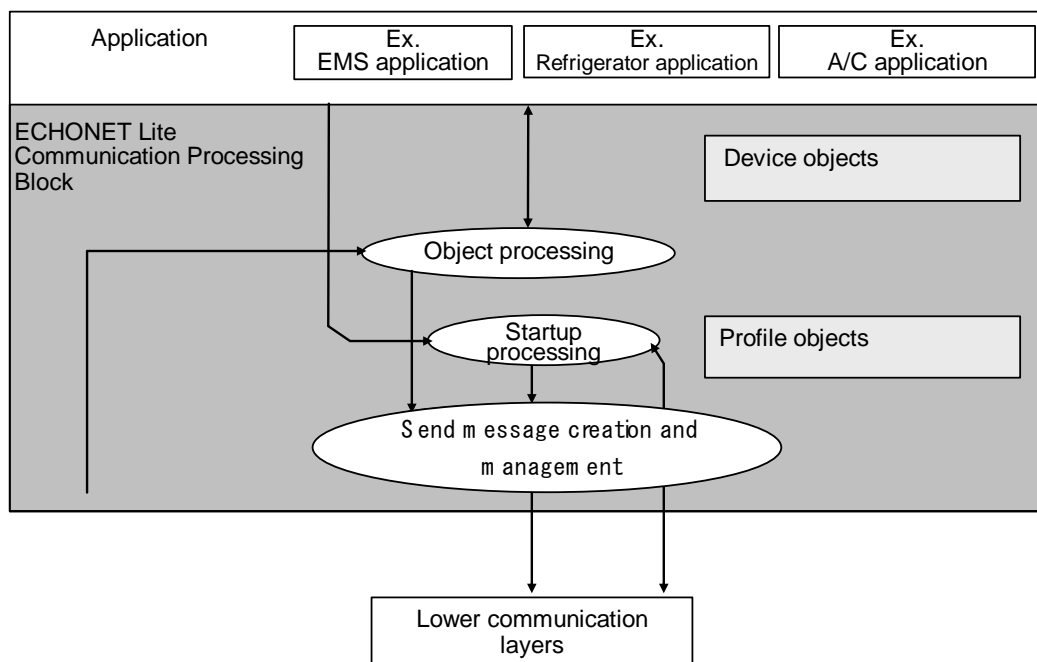 Application
Ex.
EMS application
Ex.
Refrigerator application
Ex.
A/C application
ECHONET Lite
Communication Processing
Block
Device objects
Object processing
Startup
processing
Profile objects
Send message creation and
management
Lower communication
layers